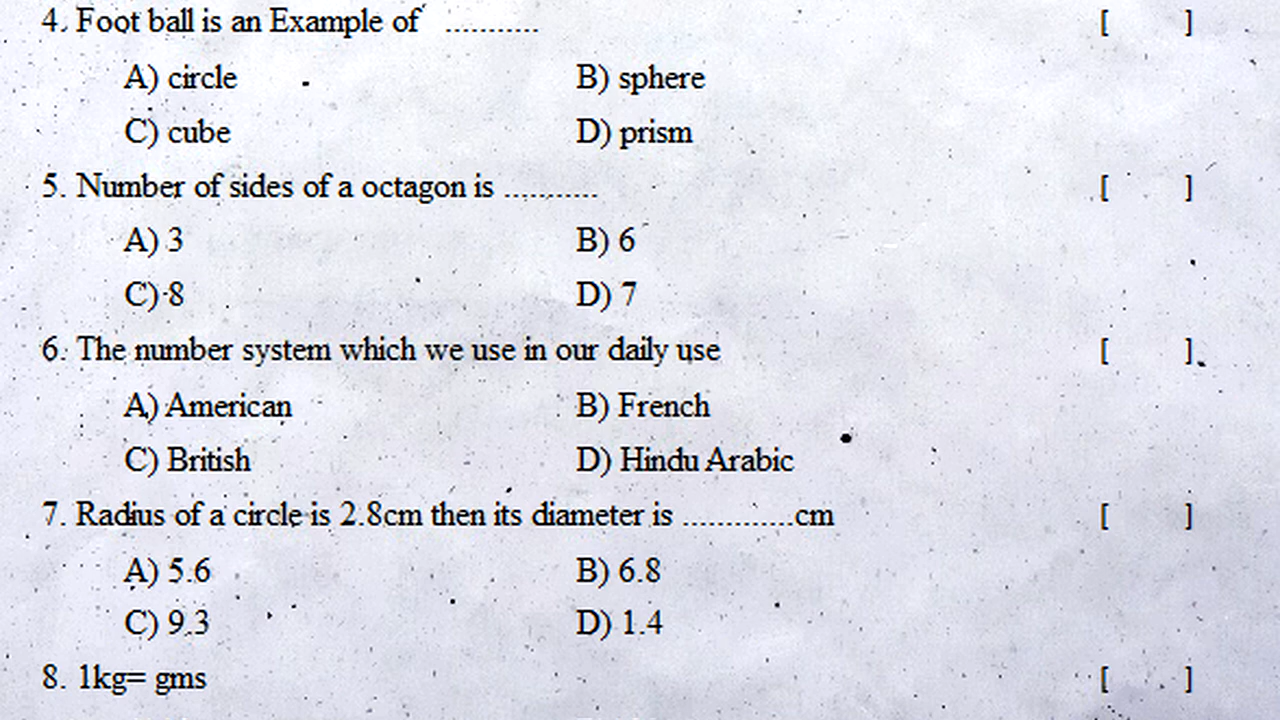 4. Foot ball is an Example of ........... [ ]
A) circle B) sphere
C) cube D) prism
5. Number of sides of a octagon is ........... [ ]
A) 3 B) 6
C) 8 D) 7
6. The number system which we use in our daily use [ ]
A) American B) French
C) British D) Hindu Arabic
7. Radius of a circle is 2.8cm then its diameter is .............cm [ ]
A) 5.6 B) 6.8
C) 9.3 D) 1.4
8. 1kg= gms [ ]